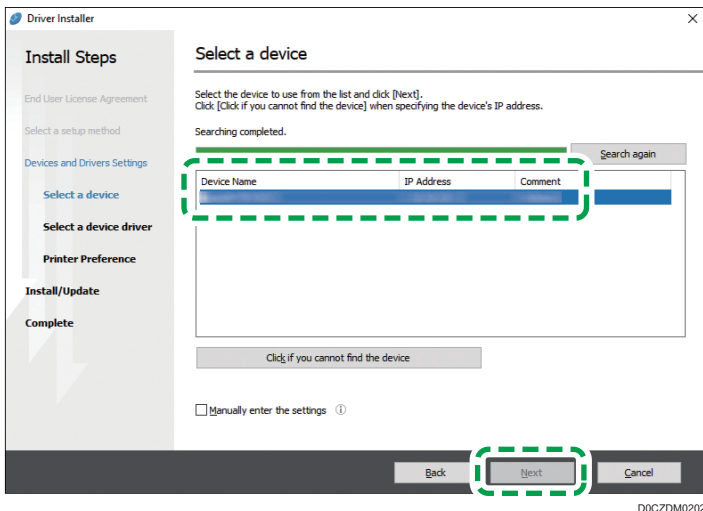 Driver Installer
Install Steps
End User License Agreement
Select a setup method
Devices and Drivers Settings
Select a device
Select a device driver
Printer Preference
Install/Update
Complete
Select a device
Select the device to use from the list and click [Next].
Click [Click if you cannot find the device] when specifying the device's IP address.
Searching completed.
Search again
Device Name IP Address Comment
Click if you cannot find the device
Manually enter the settings
Back Next Cancel
D0CZDM0202